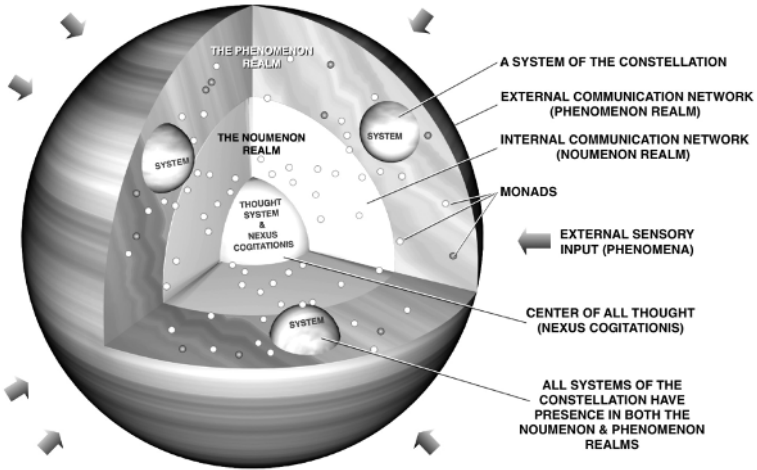 THE PHENOMENON
REALM
THE NOUMENON
REALM
SYSTEM
SYSTEM
THOUGHT
SYSTEM
&
NEXUS
COGITATIONIS
SYSTEM
A SYSTEM OF THE CONSTELLATION
EXTERNAL COMMUNICATION NETWORK
(PHENOMENON REALM)
INTERNAL COMMUNICATION NETWORK
(NOUMENON REALM)
MONADS
EXTERNAL SENSORY
INPUT (PHENOMENA)
CENTER OF ALL THOUGHT
(NEXUS COGITATIONIS)
ALL SYSTEMS OF THE
CONSTELLATION HAVE
PRESENCE IN BOTH THE
NOUMENON & PHENOMENON
REALMS